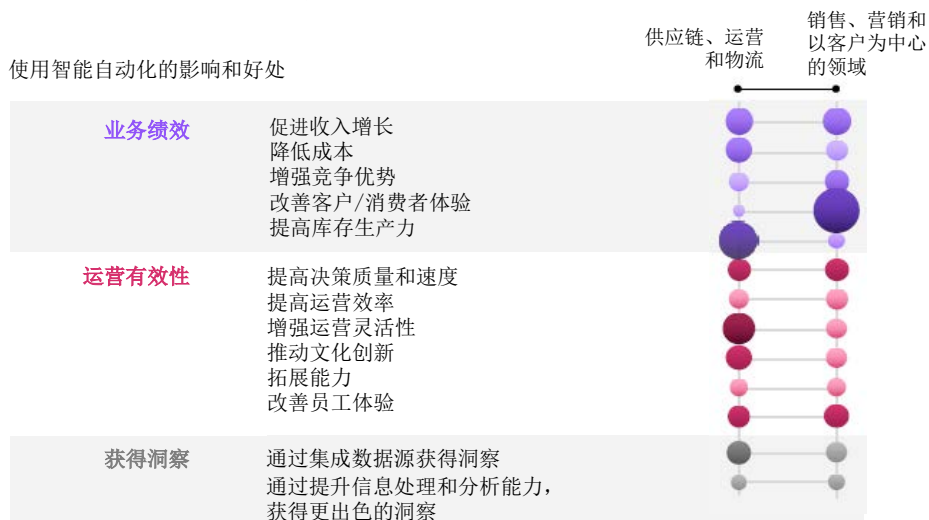 供应链、运营
和物流
销售、营销和
以客户为中心
的领域
使用智能自动化的影响和好处
业务绩效
促进收入增长
降低成本
增强竞争优势
改善客户/消费者体验
提高库存生产力
运营有效性
提高决策质量和速度
提高运营效率
增强运营灵活性
推动文化创新
拓展能力
改善员工体验
获得洞察
通过集成数据源获得洞察
通过提升信息处理和分析能力，
获得更出色的洞察